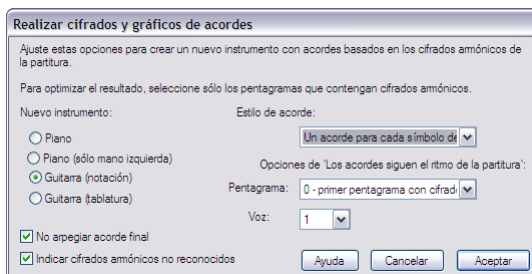 Realizar cifrados y gráficos de acordes
Ajuste estas opciones para crear un nuevo instrumento con acordes basados en los cifrados amónicos de
la partitura.
Para optimizar el resultado, seleccione sólo los pentagramas que contengan cifrados amónicos.
Nuevo instrumento:
Estilo de acorde:
Piano
Un acorde para cada símbolo de
Piano (sólo mano izquierda)
Opciones de 'Los acordes siguen el ritmo de la partitura':
Guitarra (notación)
Pentagrama: 0 - primer pentagrama con cifrad
Guitarra (tablatura)
Voz: 1
No arpegiar acorde final
Indicar cifrados amónicos no reconocidos
Ayuda Cancelar Aceptar